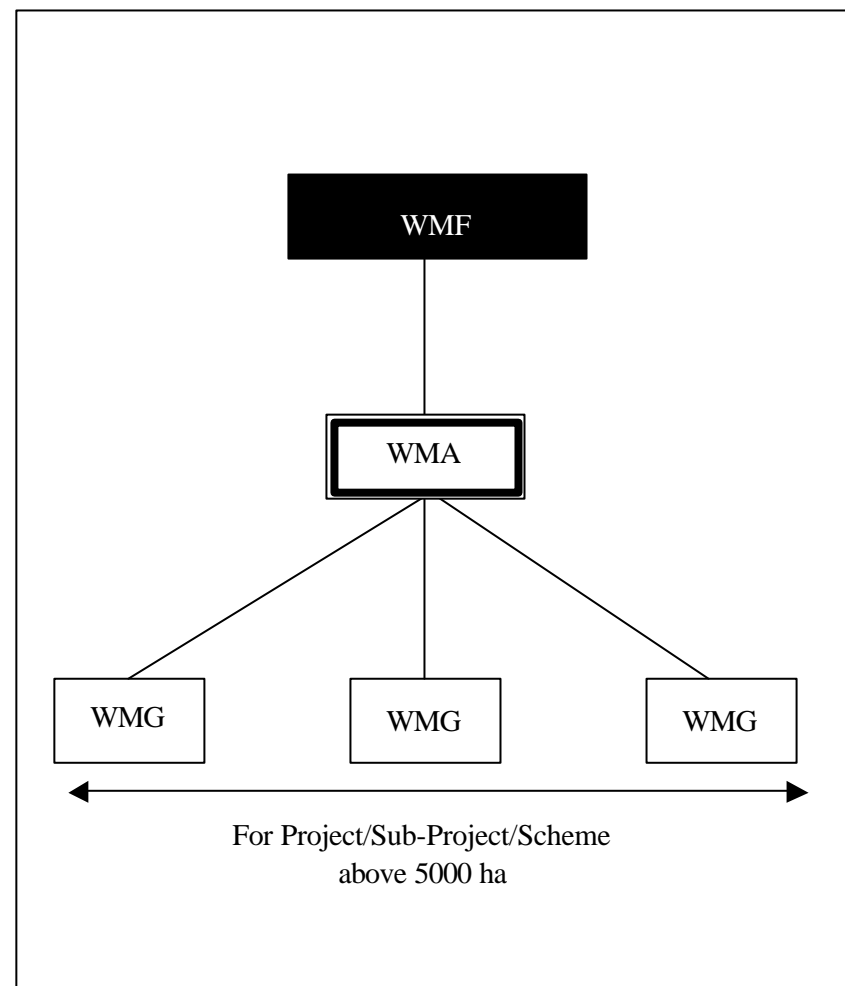 WMF
WMA
WMG WMG WMG
For Project/Sub-Project/Scheme
above 5000 ha